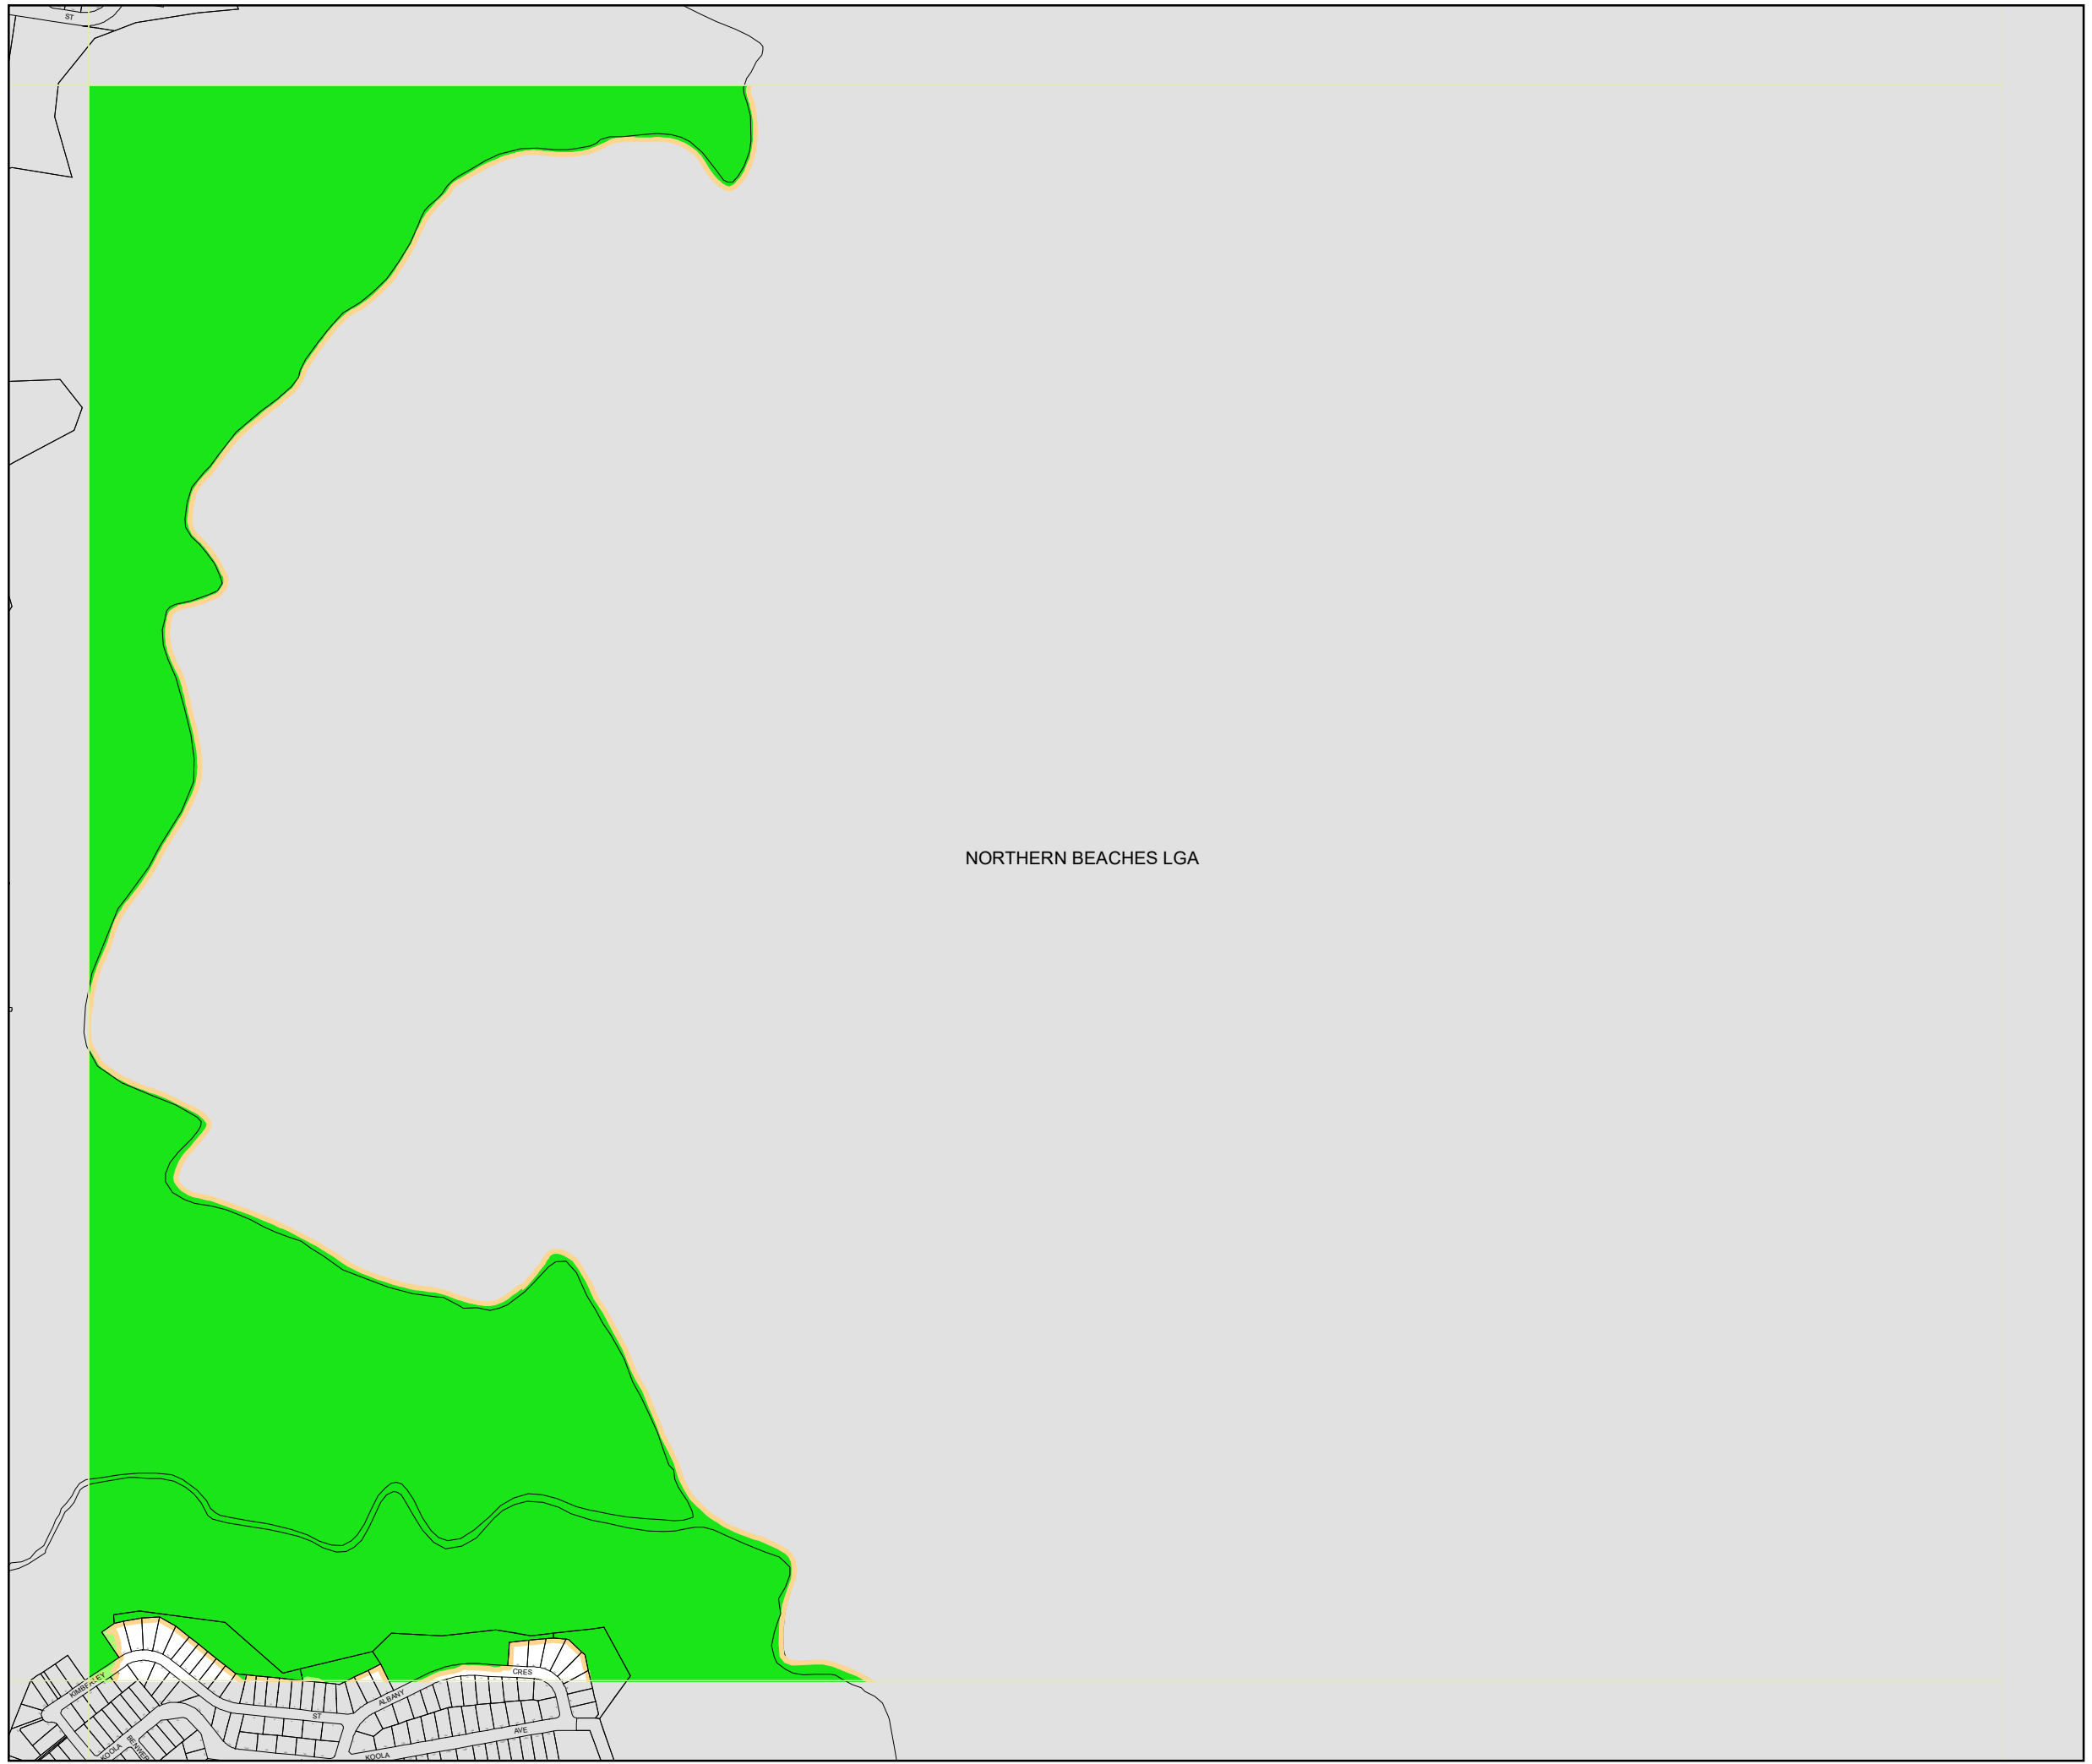 ST
NORTHERN BEACHES LGA
CRES
KIMBERLEY
ALBANY
ST
AVE
KOOLA
KOOLA